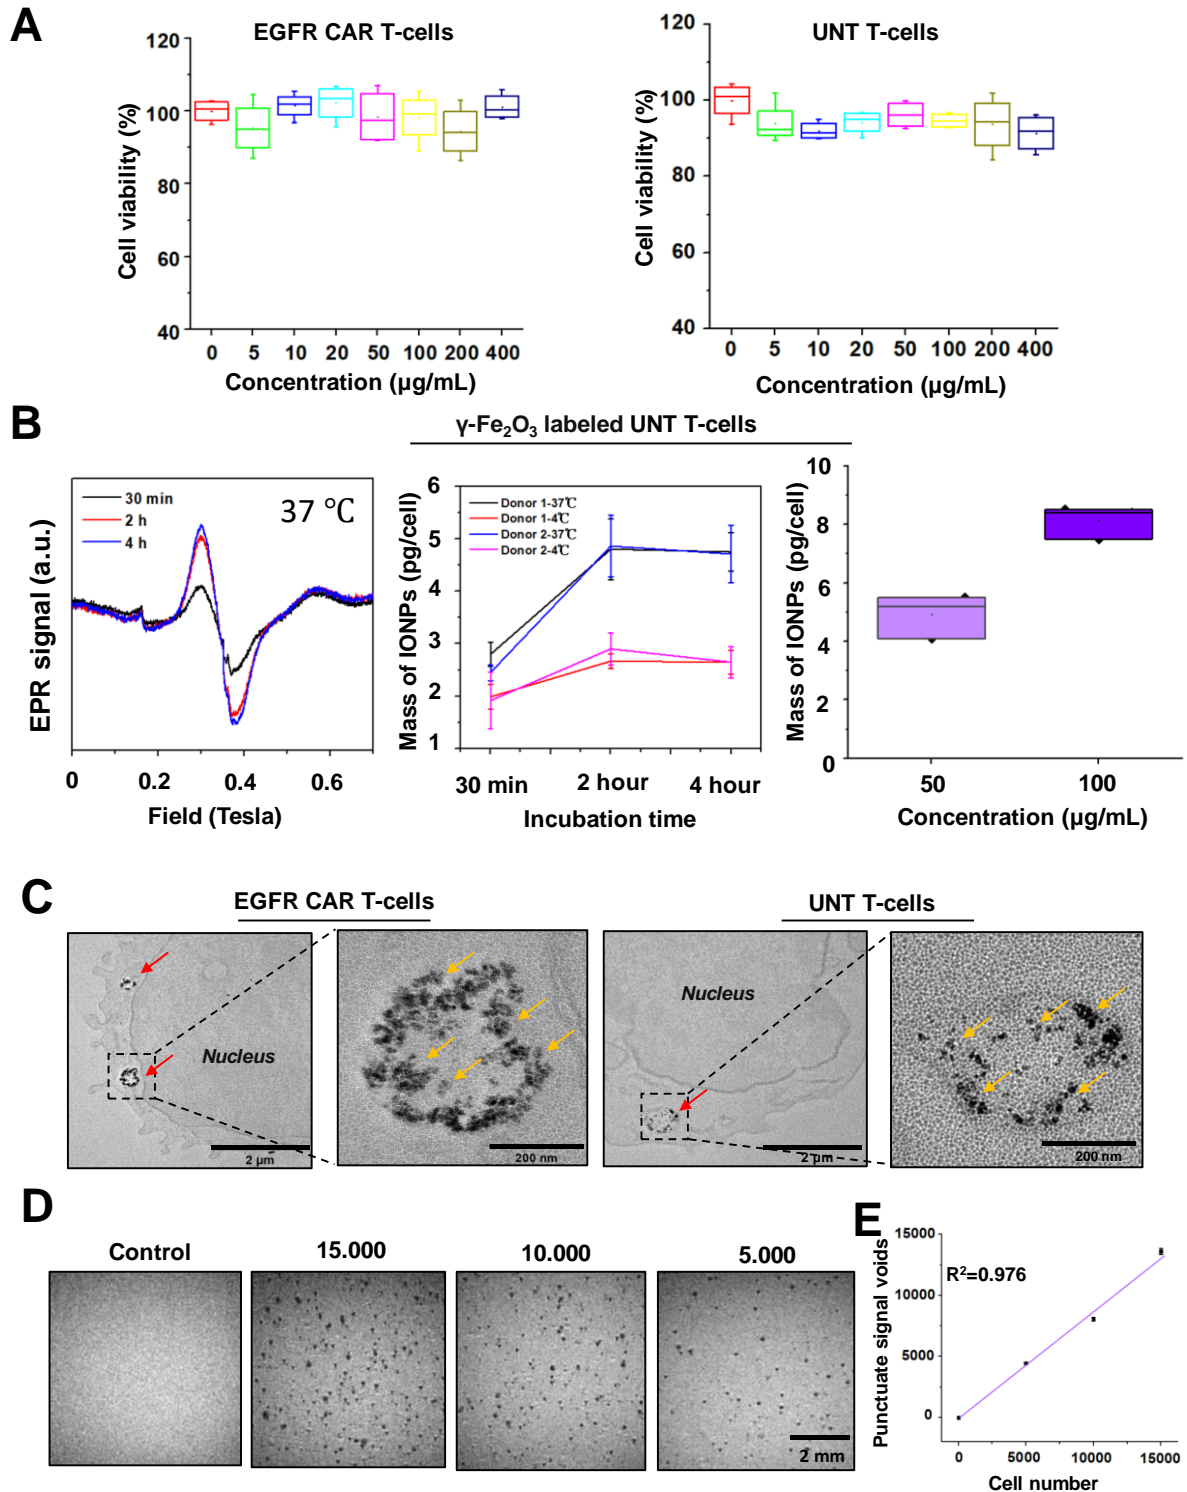 A
EGFR CAR T-cells
UNT T-cells
120
100
80
60
40
Cell viability (%)
0 5 10 20 50 100 200 400
Concentration (µg/mL)
120
100
80
60
40
Cell viability (%)
0 5 10 20 50 100 200 400
Concentration (µg/mL)
B
γ-Fe₂O₃ labeled UNT T-cells
30 min
2 h
4 h
37 ℃
EPR signal (a.u.)
0 0.2 0.4 0.6
Field (Tesla)
Donor 1-37℃
Donor 1-4℃
Donor 2-37℃
Donor 2-4℃
6
5
4
3
2
1
Mass of IONPs (pg/cell)
30 min 2 hour 4 hour
Incubation time
10
8
6
4
2
0
Mass of IONPs (pg/cell)
50 100
Concentration (µg/mL)
C
EGFR CAR T-cells
UNT T-cells
Nucleus
2 µm
200 nm
Nucleus
2 µm
200 nm
D
Control 15.000 10.000 5.000
2 mm
E
15000
10000
5000
0
Punctuate signal voids
R²=0.976
0 5000 10000 15000
Cell number